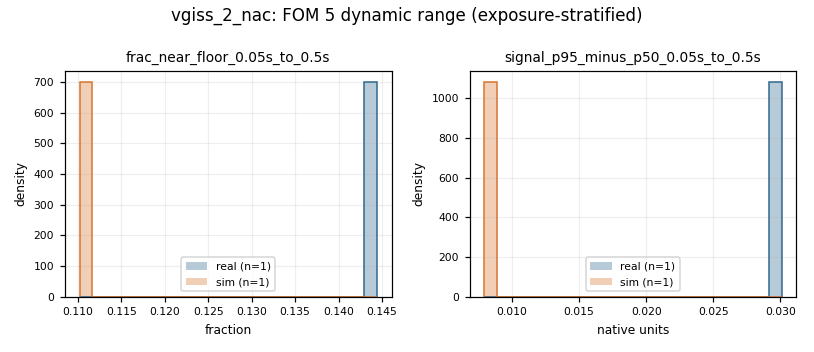 vgiss_2_nac: FOM 5 dynamic range (exposure-stratified)
frac_near_floor_0.05s_to_0.5s
700
600
500
400
300
200
100
0
density
0.110
0.115
0.120
0.125
0.130
0.135
0.140
0.145
fraction
real (n=1)
sim (n=1)
signal_p95_minus_p50_0.05s_to_0.5s
1000
800
600
400
200
0
density
0.010
0.015
0.020
0.025
0.030
native units
real (n=1)
sim (n=1)